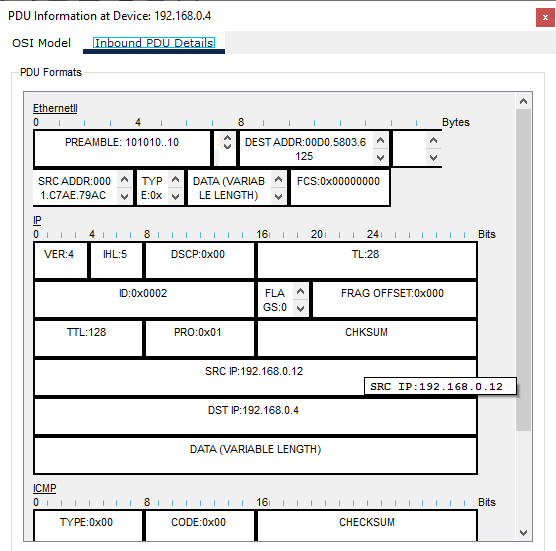 PDU Information at Device: 192.168.0.4
x
OSI Model Inbound PDU Details
PDU Formats
EthernetII
0 4 8 Bytes
PREAMBLE: 101010..10 DEST ADDR:00D0.5803.6
125
SRC ADDR:000 TYP DATA (VARIAB FCS:0x00000000
1.C7AE.79AC E:0x LE LENGTH)
IP
0 4 8 16 20 24 Bits
VER:4 IHL:5 DSCP:0x00 TL:28
ID:0x0002 FLA FRAG OFFSET:0x000
GS:0
TTL:128 PRO:0x01 CHKSUM
SRC IP:192.168.0.12
SRC IP:192.168.0.12
DST IP:192.168.0.4
DATA (VARIABLE LENGTH)
ICMP
0 8 16 Bits
TYPE:0x00 CODE:0x00 CHECKSUM